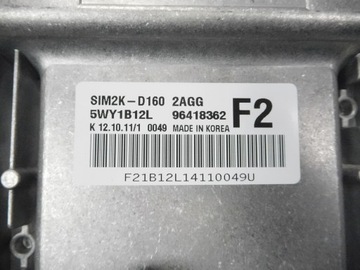 SIM2K-D160 2AGG
5WY1B12L 96418362 F2
K 12.10.11/1 0049 MADE IN KOREA
F21B12L14110049U